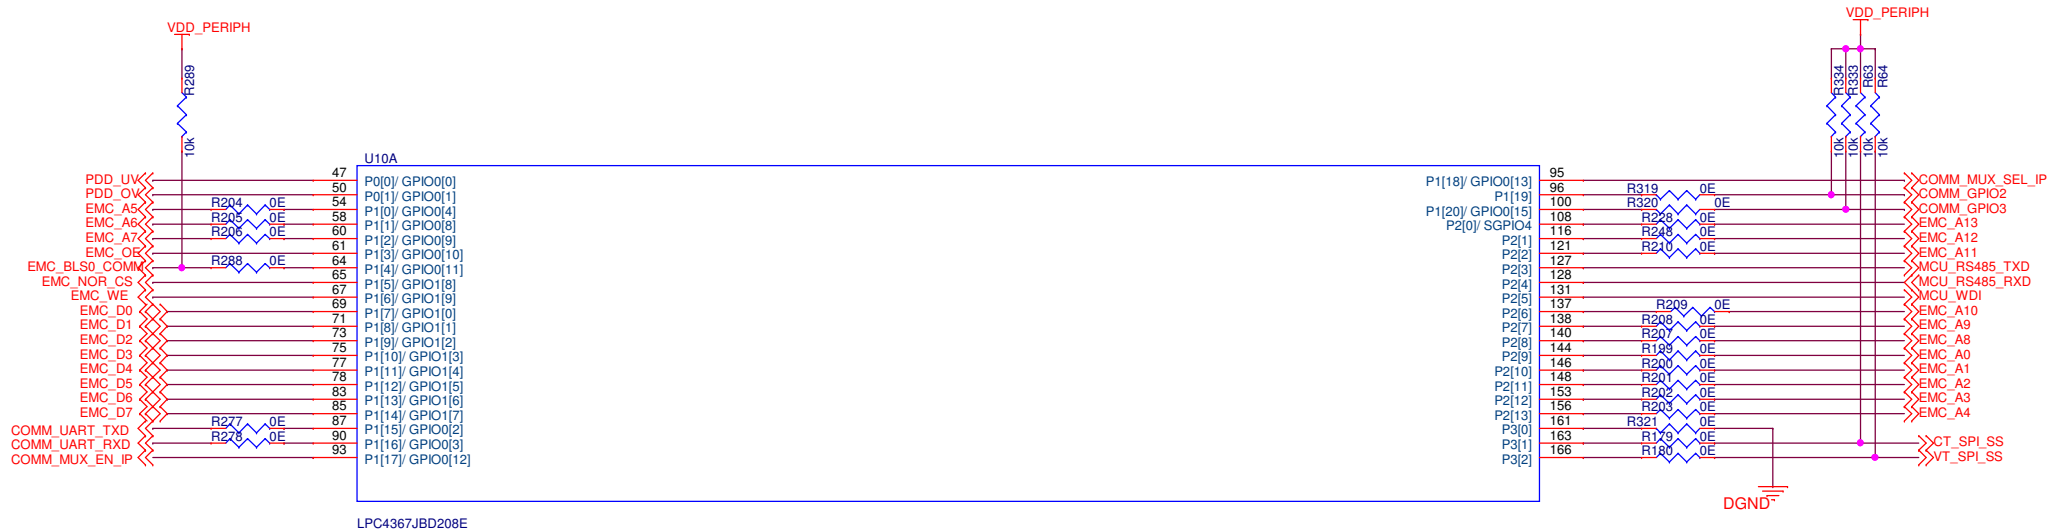 VDD_PERIPH
R289
10k
VDD_PERIPH
R334
R333
R63
R64
10k
10k
10k
10k
U10A
PDD_UV 47 P0[0]/ GPIO0[0]
PDD_OV 50 P0[1]/ GPIO0[1]
EMC_A5 R204 0E 54 P1[0]/ GPIO0[4]
EMC_A6 R205 0E 58 P1[1]/ GPIO0[8]
EMC_A7 R206 0E 60 P1[2]/ GPIO0[9]
EMC_OE 61 P1[3]/ GPIO0[10]
EMC_BLS0_COMM R288 0E 64 P1[4]/ GPIO0[11]
EMC_NOR_CS 65 P1[5]/ GPIO1[8]
EMC_WE 67 P1[6]/ GPIO1[9]
EMC_D0 69 P1[7]/ GPIO1[0]
EMC_D1 71 P1[8]/ GPIO1[1]
EMC_D2 73 P1[9]/ GPIO1[2]
EMC_D3 75 P1[10]/ GPIO1[3]
EMC_D4 77 P1[11]/ GPIO1[4]
EMC_D5 78 P1[12]/ GPIO1[5]
EMC_D6 83 P1[13]/ GPIO1[6]
EMC_D7 85 P1[14]/ GPIO1[7]
COMM_UART_TXD R277 0E 87 P1[15]/ GPIO0[2]
COMM_UART_RXD R278 0E 90 P1[16]/ GPIO0[3]
COMM_MUX_EN_IP 93 P1[17]/ GPIO0[12]
P1[18]/ GPIO0[13] 95 COMM_MUX_SEL_IP
P1[19] 96 R319 0E COMM_GPIO2
P1[20]/ GPIO0[15] 100 R320 0E COMM_GPIO3
P2[0]/ SGPIO4 108 R228 0E EMC_A13
P2[1] 116 R248 0E EMC_A12
P2[2] 121 R210 0E EMC_A11
P2[3] 127 MCU_RS485_TXD
P2[4] 128 MCU_RS485_RXD
P2[5] 131 MCU_WDI
P2[6] 137 R209 0E EMC_A10
P2[7] 138 R208 0E EMC_A9
P2[8] 140 R207 0E EMC_A8
P2[9] 144 R199 0E EMC_A0
P2[10] 146 R200 0E EMC_A1
P2[11] 148 R201 0E EMC_A2
P2[12] 153 R202 0E EMC_A3
P2[13] 156 R203 0E EMC_A4
P3[0] 161 R321 0E
P3[1] 163 R179 0E CT_SPI_SS
P3[2] 166 R180 0E VT_SPI_SS
DGND
LPC4367JBD208E